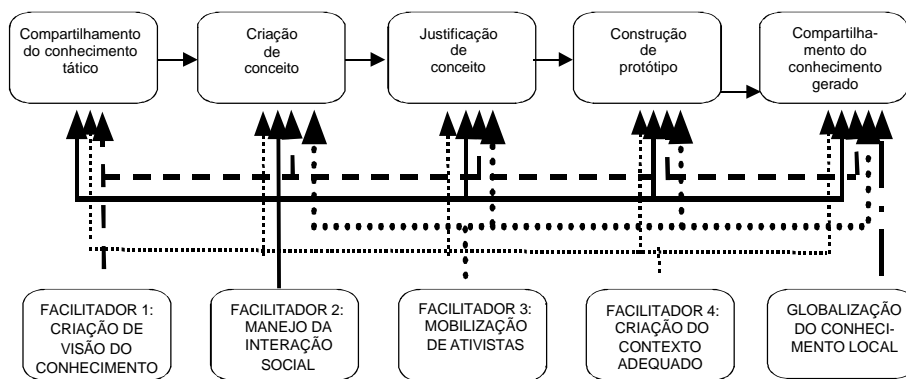 Compartilhamento
do conhecimento
tático
Criação
de
conceito
Justificação
de
conceito
Construção
de
protótipo
Compartilha-
mento do
conhecimento
gerado
FACILITADOR 1:
CRIAÇÃO DE
VISÃO DO
CONHECIMENTO
FACILITADOR 2:
MANEJO DA
INTERAÇÃO
SOCIAL
FACILITADOR 3:
MOBILIZAÇÃO
DE ATIVISTAS
FACILITADOR 4:
CRIAÇÃO DO
CONTEXTO
ADEQUADO
GLOBALIZAÇÃO
DO CONHECI-
MENTO LOCAL